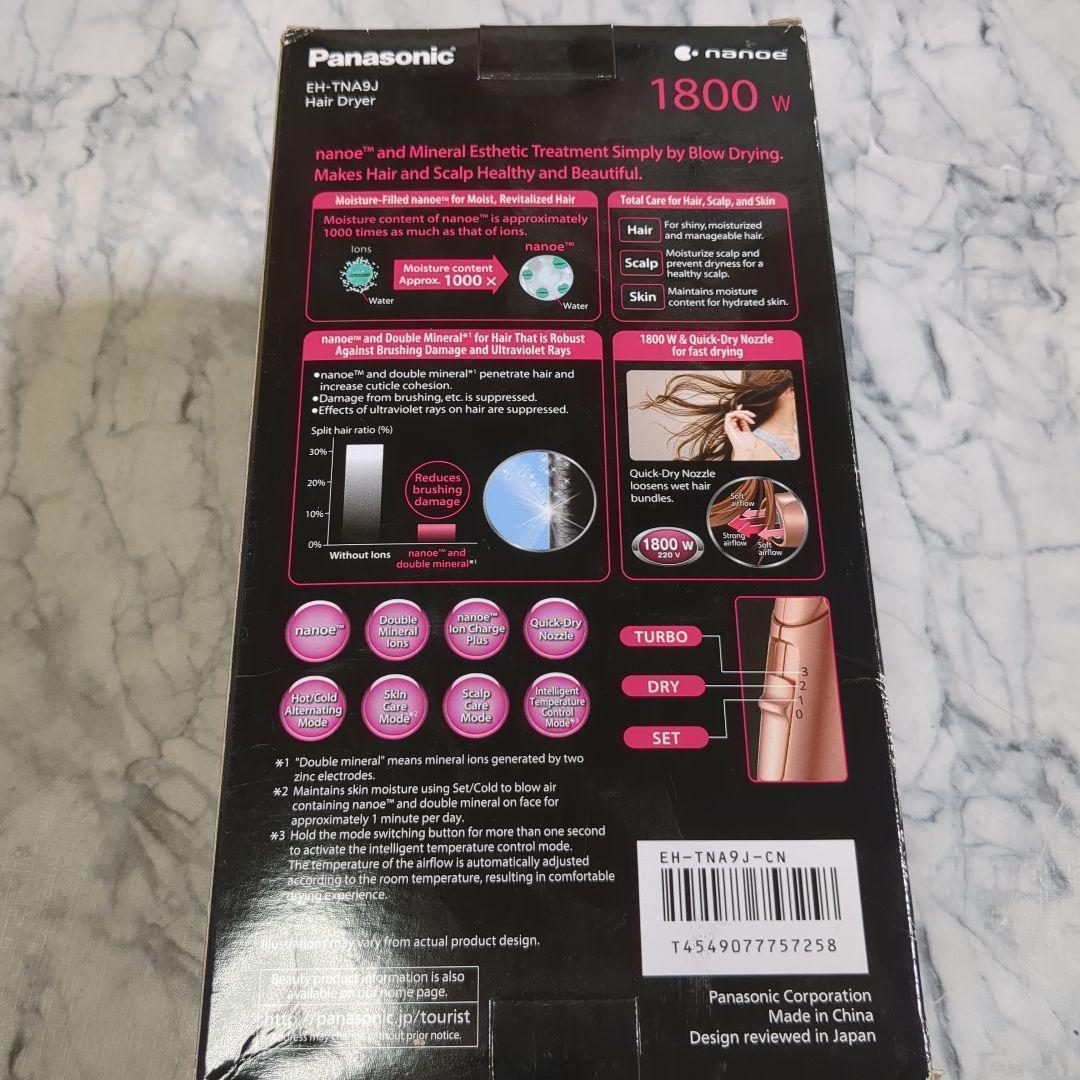 Panasonic
nanoe
EH-TNA9J
Hair Dryer
1800 W
nanoe™ and Mineral Esthetic Treatment Simply by Blow Drying.
Makes Hair and Scalp Healthy and Beautiful.
Moisture-Filled nanoe™ for Moist, Revitalized Hair
Moisture content of nanoe™ is approximately
1000 times as much as that of ions.
Ions
nanoe™
Moisture content
Approx. 1000 ×
Water
Water
Total Care for Hair, Scalp, and Skin
Hair
For shiny, moisturized
and manageable hair.
Scalp
Moisturize scalp and
prevent dryness for a
healthy scalp.
Skin
Maintains moisture
content for hydrated skin.
nanoe™ and Double Mineral*1 for Hair That is Robust
Against Brushing Damage and Ultraviolet Rays
●nanoe™ and double mineral*1 penetrate hair and
increase cuticle cohesion.
●Damage from brushing, etc. is suppressed.
●Effects of ultraviolet rays on hair are suppressed.
Split hair ratio (%)
30%
20%
10%
0%
Reduces
brushing
damage
Without Ions
nanoe™ and
double mineral*1
1800 W & Quick-Dry Nozzle
for fast drying
Quick-Dry Nozzle
loosens wet hair
bundles.
Soft
airflow
Strong
airflow
Soft
airflow
1800 W
220 V
nanoe™
Double
Mineral
Ions
nanoe™
Ion Charge
Plus
Quick-Dry
Nozzle
Hot/Cold
Alternating
Mode
Skin
Care
Mode*2
Scalp
Care
Mode
Intelligent
Temperature
Control
Mode*3
TURBO
DRY
SET
3
2
1
0
*1 "Double mineral" means mineral ions generated by two
zinc electrodes.
*2 Maintains skin moisture using Set/Cold to blow air
containing nanoe™ and double mineral on face for
approximately 1 minute per day.
*3 Hold the mode switching button for more than one second
to activate the intelligent temperature control mode.
The temperature of the airflow is automatically adjusted
according to the room temperature, resulting in comfortable
drying experience.
Illustrations may vary from actual product design.
Beauty product information is also
available on our home page.
http://panasonic.jp/tourist
Address may change without prior notice.
EH-TNA9J-CN
T4549077757258
Panasonic Corporation
Made in China
Design reviewed in Japan